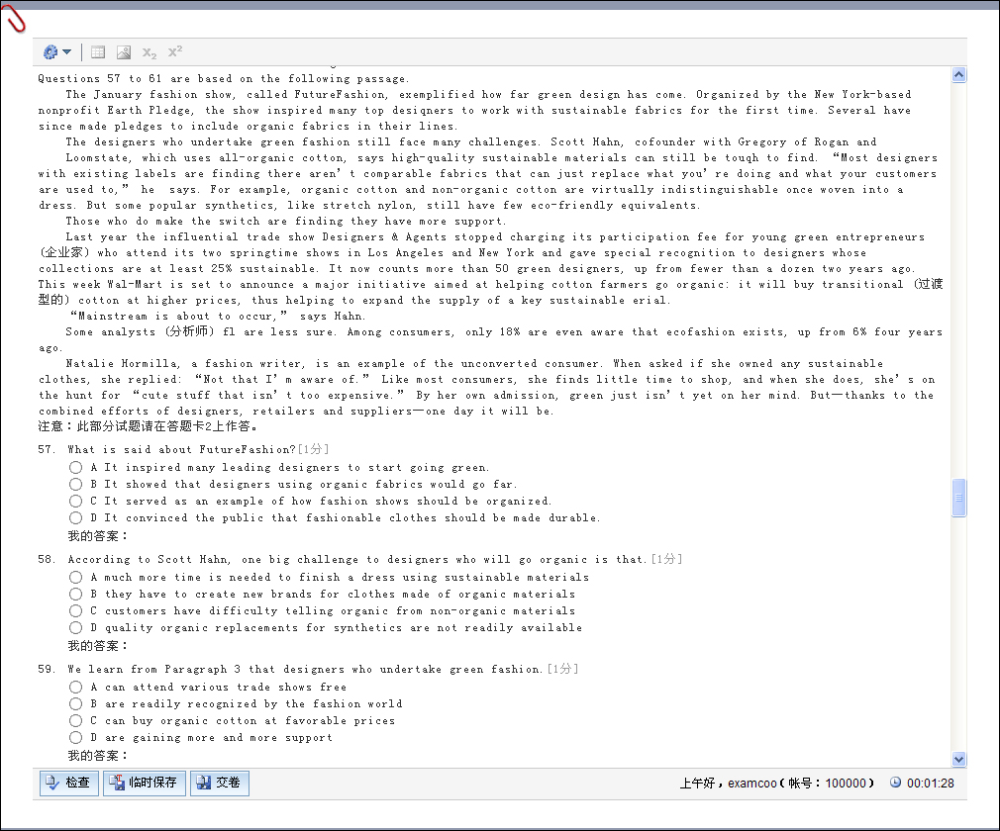 x2 x2
Questions 57 to 61 are based on the following passage.
The January fashion show, called FutureFashion, exemplified how far green design has come. Organized by the New York-based
nonprofit Earth Pledge, the show inspired many top designers to work with sustainable fabrics for the first time. Several have
since made pledges to include organic fabrics in their lines.
The designers who undertake green fashion still face many challenges. Scott Hahn, cofounder with Gregory of Rogan and
Loomstate, which uses all-organic cotton, says high-quality sustainable materials can still be touqh to find. “Most designers
with existing labels are finding there aren’t comparable fabrics that can just replace what you’re doing and what your customers
are used to,” he says. For example, organic cotton and non-organic cotton are virtually indistinguishable once woven into a
dress. But some popular synthetics, like stretch nylon, still have few eco-friendly equivalents.
Those who do make the switch are finding they have more support.
Last year the influential trade show Designers & Agents stopped charging its participation fee for young green entrepreneurs
(企业家) who attend its two springtime shows in Los Angeles and New York and gave special recognition to designers whose
collections are at least 25% sustainable. It now counts more than 50 green designers, up from fewer than a dozen two years ago.
This week Wal-Mart is set to announce a major initiative aimed at helping cotton farmers go organic: it will buy transitional (过渡
型的) cotton at higher prices, thus helping to expand the supply of a key sustainable erial.
“Mainstream is about to occur,” says Hahn.
Some analysts (分析师) fl are less sure. Among consumers, only 18% are even aware that ecofashion exists, up from 6% four years
ago.
Natalie Hormilla, a fashion writer, is an example of the unconverted consumer. When asked if she owned any sustainable
clothes, she replied: “Not that I’m aware of.” Like most consumers, she finds little time to shop, and when she does, she’s on
the hunt for “cute stuff that isn’t too expensive.” By her own admission, green just isn’t yet on her mind. But—thanks to the
combined efforts of designers, retailers and suppliers—one day it will be.
注意：此部分试题请在答题卡2上作答。
57. What is said about FutureFashion?[1分]
A It inspired many leading designers to start going green.
B It showed that designers using organic fabrics would go far.
C It served as an example of how fashion shows should be organized.
D It convinced the public that fashionable clothes should be made durable.
我的答案：
58. According to Scott Hahn, one big challenge to designers who will go organic is that.[1分]
A much more time is needed to finish a dress using sustainable materials
B they have to create new brands for clothes made of organic materials
C customers have difficulty telling organic from non-organic materials
D quality organic replacements for synthetics are not readily available
我的答案：
59. We learn from Paragraph 3 that designers who undertake green fashion.[1分]
A can attend various trade shows free
B are readily recognized by the fashion world
C can buy organic cotton at favorable prices
D are gaining more and more support
我的答案：
检查 临时保存 交卷 上午好，examcoo（帐号：100000） 00:01:28